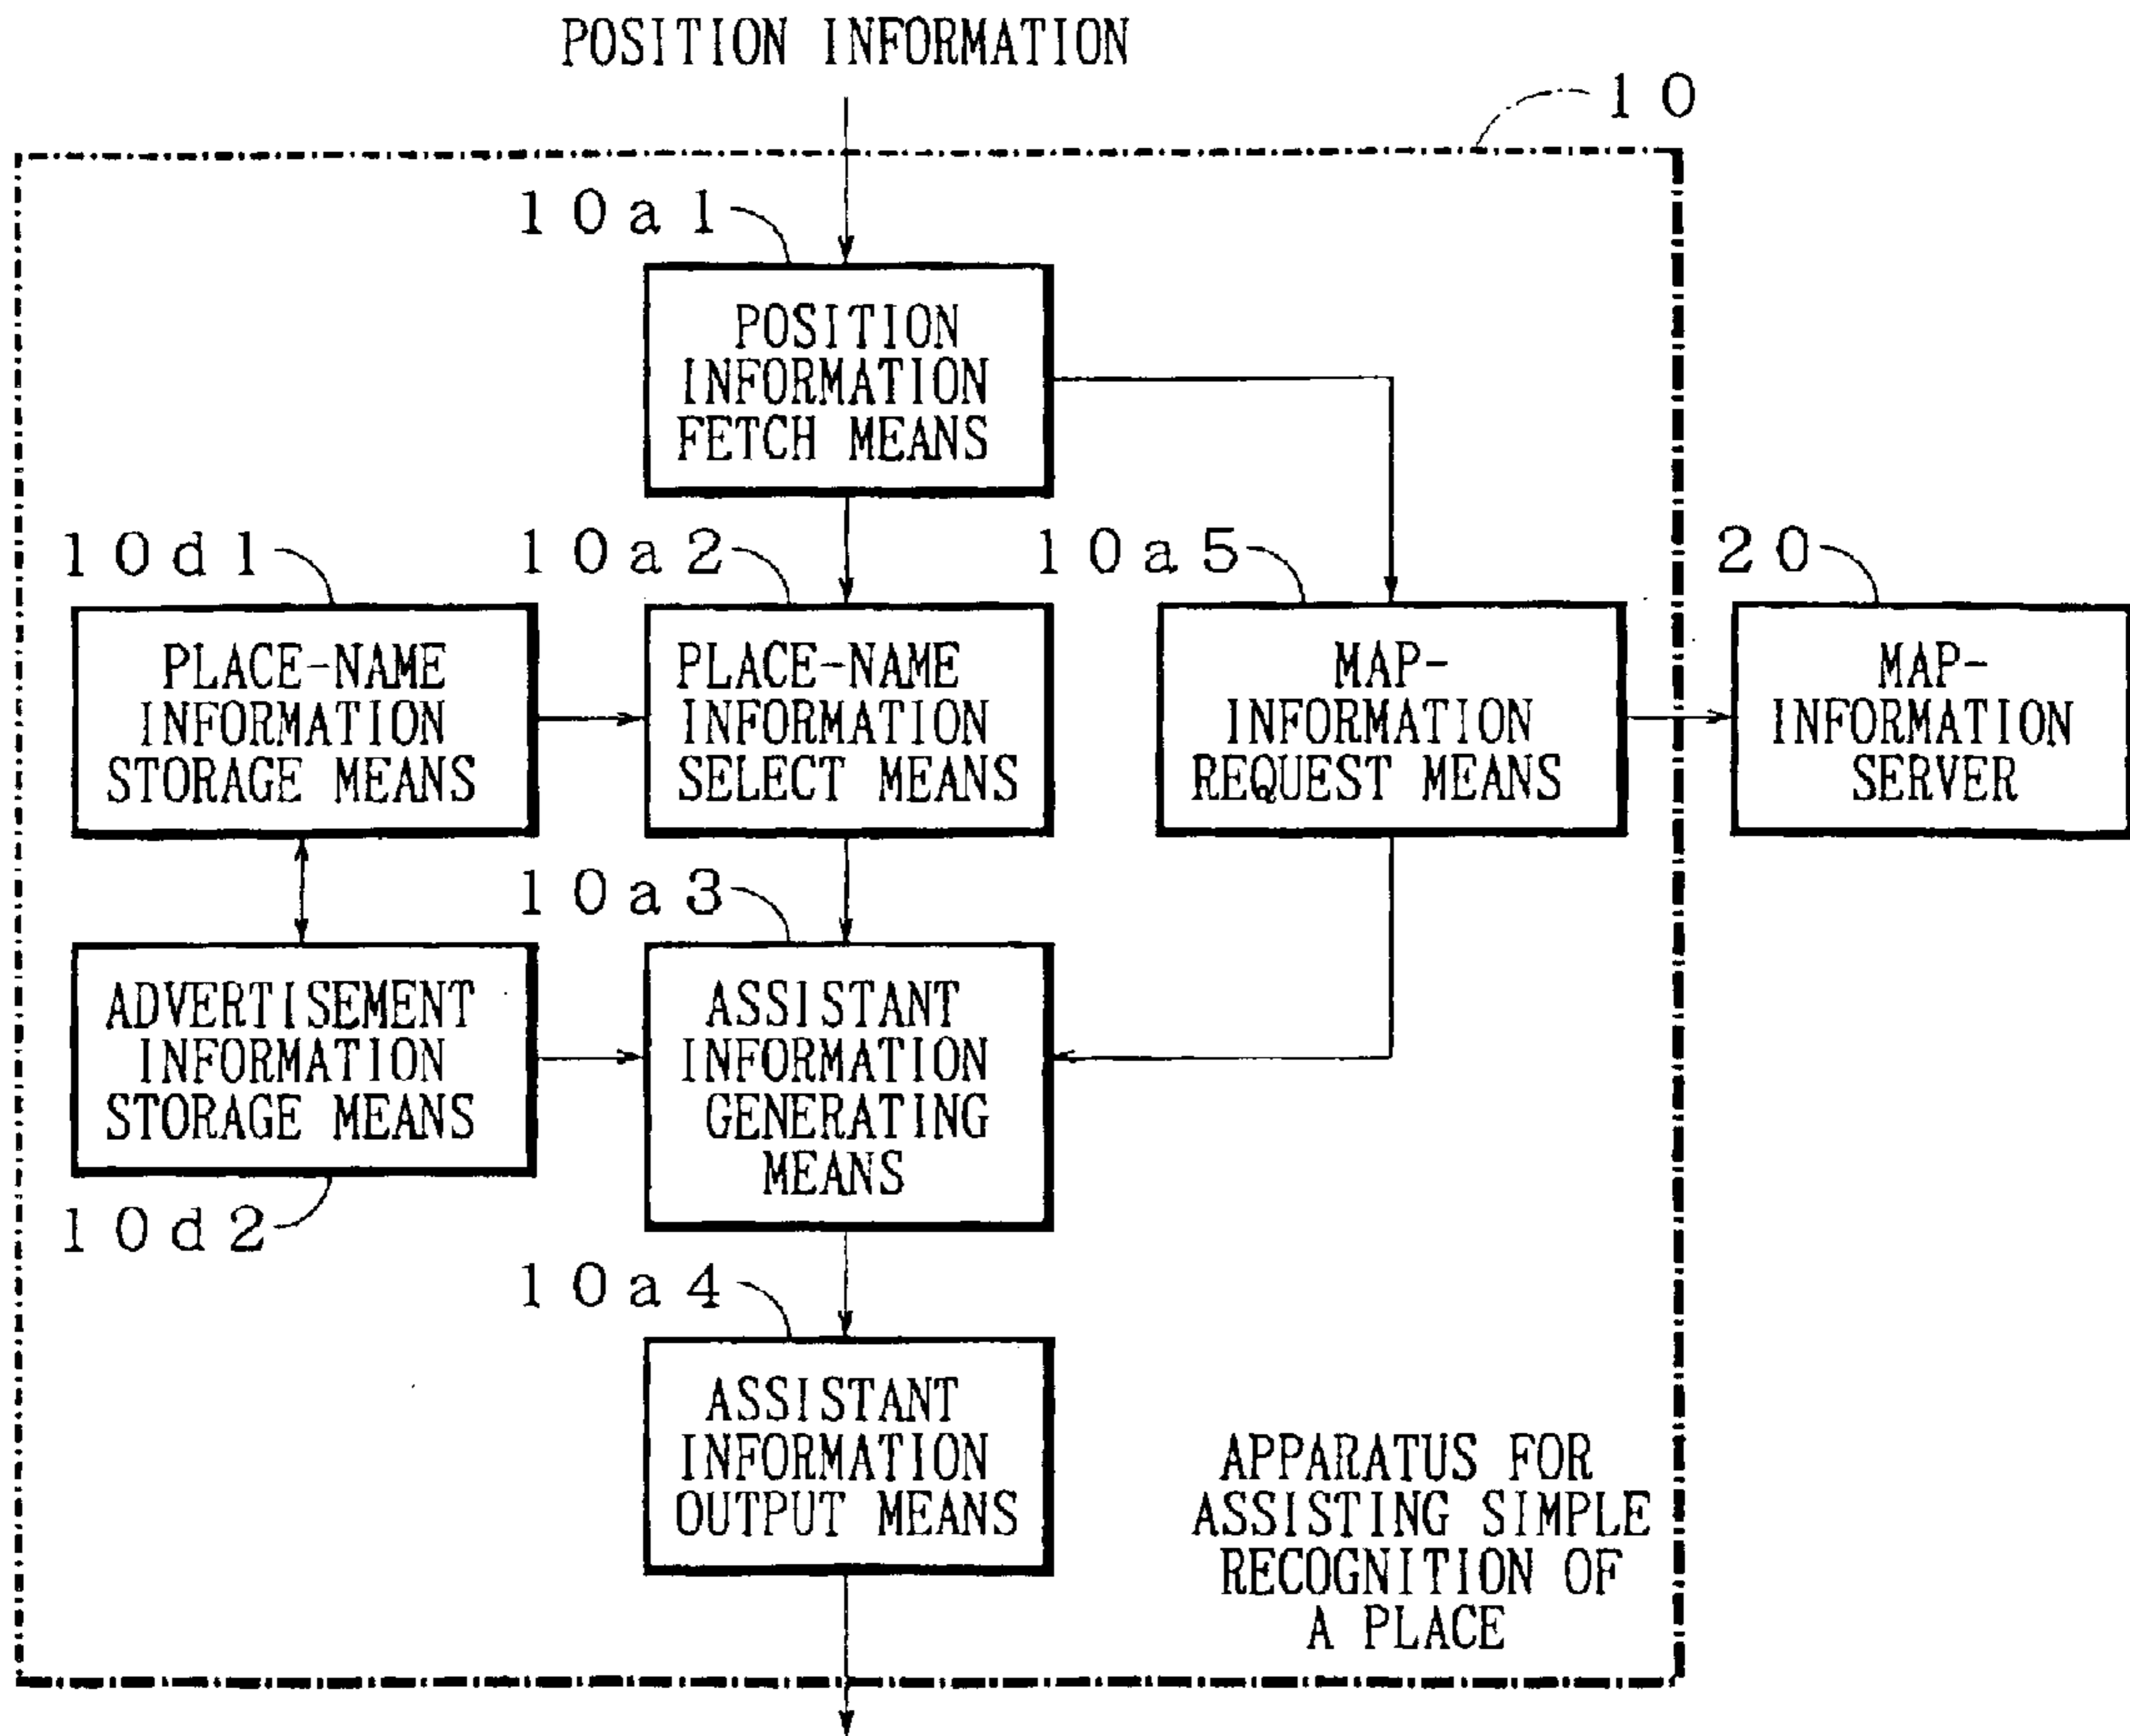 POSITION INFORMATION
10
10a1
POSITION
INFORMATION
FETCH MEANS
10d1
10a2
10a5
20
PLACE-NAME
INFORMATION
STORAGE MEANS
PLACE-NAME
INFORMATION
SELECT MEANS
MAP-
INFORMATION
REQUEST MEANS
MAP-
INFORMATION
SERVER
10a3
ADVERTISEMENT
INFORMATION
STORAGE MEANS
ASSISTANT
INFORMATION
GENERATING
MEANS
10d2
10a4
ASSISTANT
INFORMATION
OUTPUT MEANS
APPARATUS FOR
ASSISTING SIMPLE
RECOGNITION OF
A PLACE